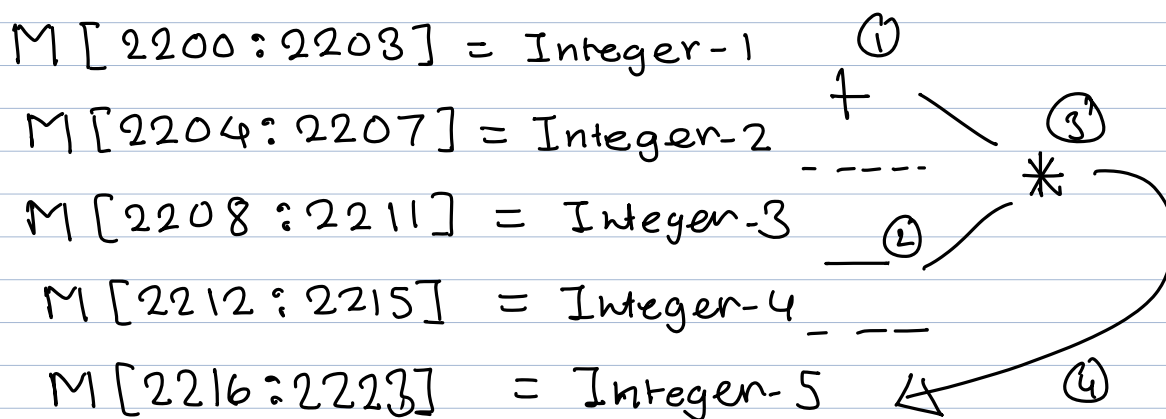 M [ 2200 : 2203 ] = Integer-1 ①
+
M [2204 : 2207] = Integer-2 ③
*
M [2208 : 2211] = Integer-3 ②
—
M [2212 : 2215] = Integer-4
M [2216 : 2223] = Integer-5 ④